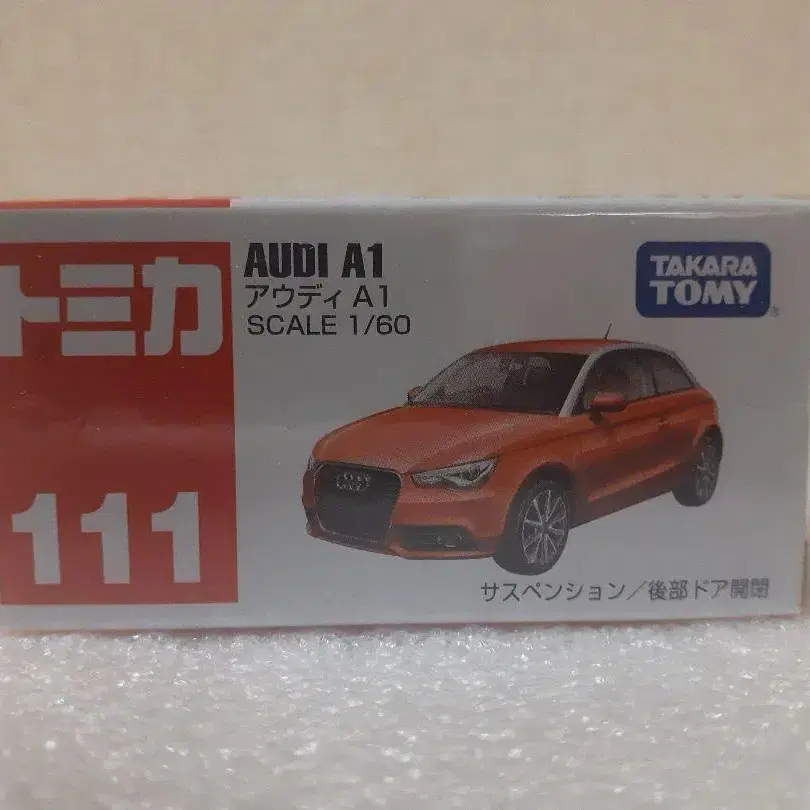 トミカ
111
AUDI A1
アウディ A1
SCALE 1/60
TAKARA
TOMY
®
サスペンション/後部ドア開閉